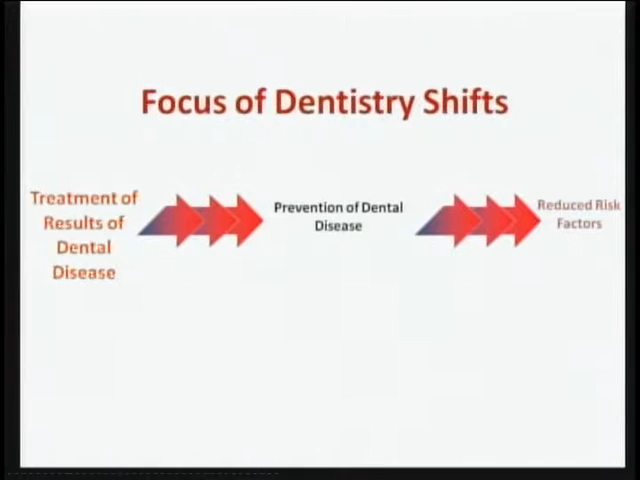 Focus of Dentistry Shifts
Treatment of
Results of
Dental
Disease
Prevention of Dental
Disease
Reduced Risk
Factors